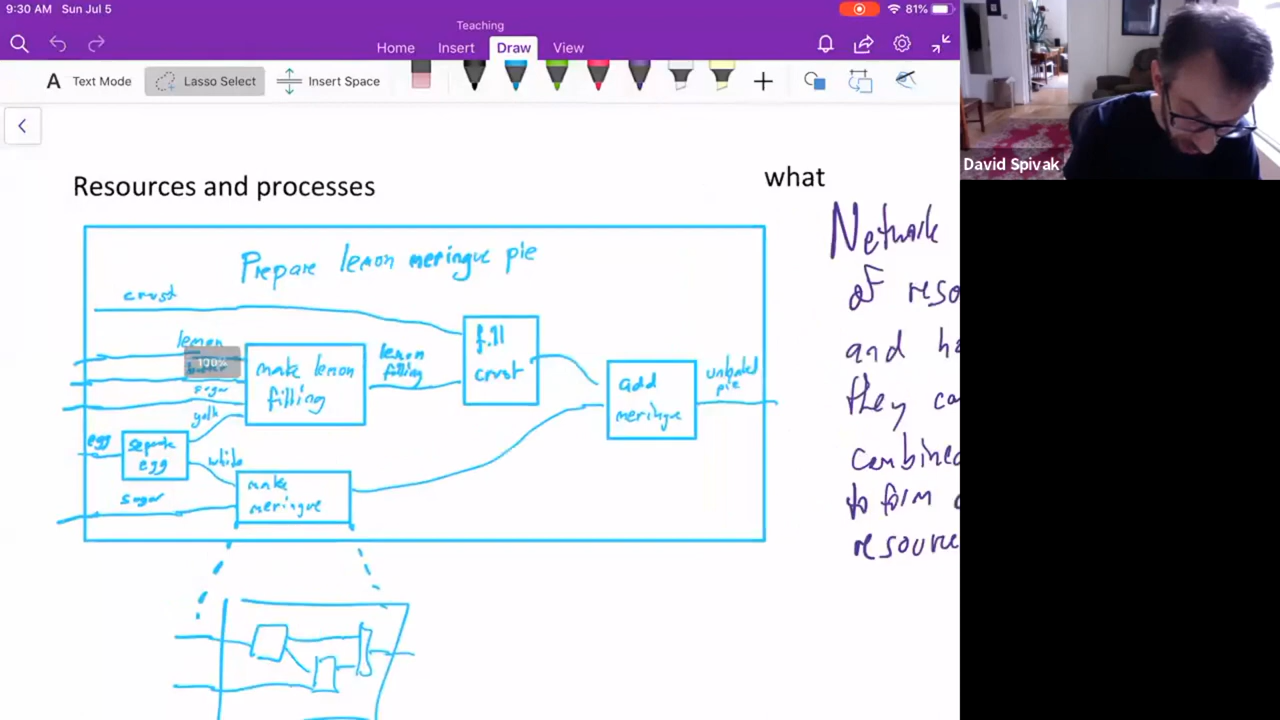 9:30 AM Sun Jul 5
81%
Teaching
Home Insert Draw View
Text Mode Lasso Select Insert Space
David Spivak
Resources and processes
what
Prepare lemon meringue pie
crust
lemon
130%
sugar
yolk
make lemon
filling
lemon
filling
fill
crust
add
meringue
unbaked
pie
egg
separate
egg
white
sugar
make
meringue
Network
of reso
and ho
they ca
combined
to form
resource